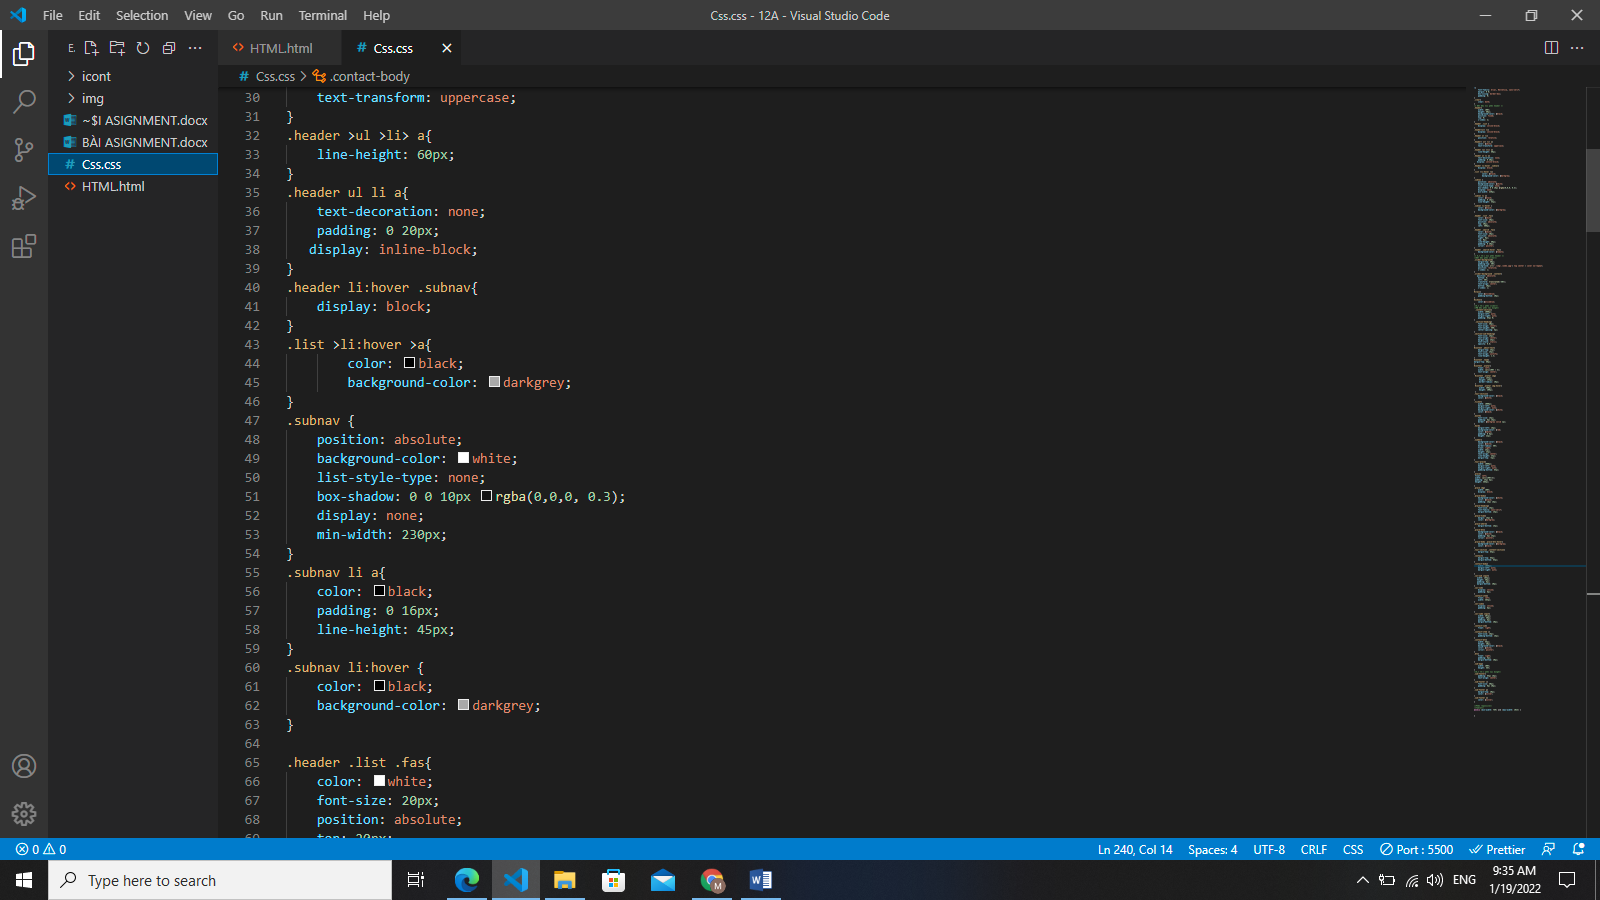 File Edit Selection View Go Run Terminal Help
Css.css - 12A - Visual Studio Code
E.
HTML.html
Css.css
icont
img
~$I ASIGNMENT.docx
BÀI ASIGNMENT.docx
Css.css
HTML.html
Css.css > .contact-body
30 text-transform: uppercase;
31 }
32 .header >ul >li> a{
33 line-height: 60px;
34 }
35 .header ul li a{
36 text-decoration: none;
37 padding: 0 20px;
38 display: inline-block;
39 }
40 .header li:hover .subnav{
41 display: block;
42 }
43 .list >li:hover >a{
44 color: black;
45 background-color: darkgrey;
46 }
47 .subnav {
48 position: absolute;
49 background-color: white;
50 list-style-type: none;
51 box-shadow: 0 0 10px rgba(0,0,0, 0.3);
52 display: none;
53 min-width: 230px;
54 }
55 .subnav li a{
56 color: black;
57 padding: 0 16px;
58 line-height: 45px;
59 }
60 .subnav li:hover {
61 color: black;
62 background-color: darkgrey;
63 }
64
65 .header .list .fas{
66 color: white;
67 font-size: 20px;
68 position: absolute;
69 top: 20px;
0 0
Ln 240, Col 14 Spaces: 4 UTF-8 CRLF CSS Port : 5500 Prettier
Type here to search
M
ENG
9:35 AM
1/19/2022